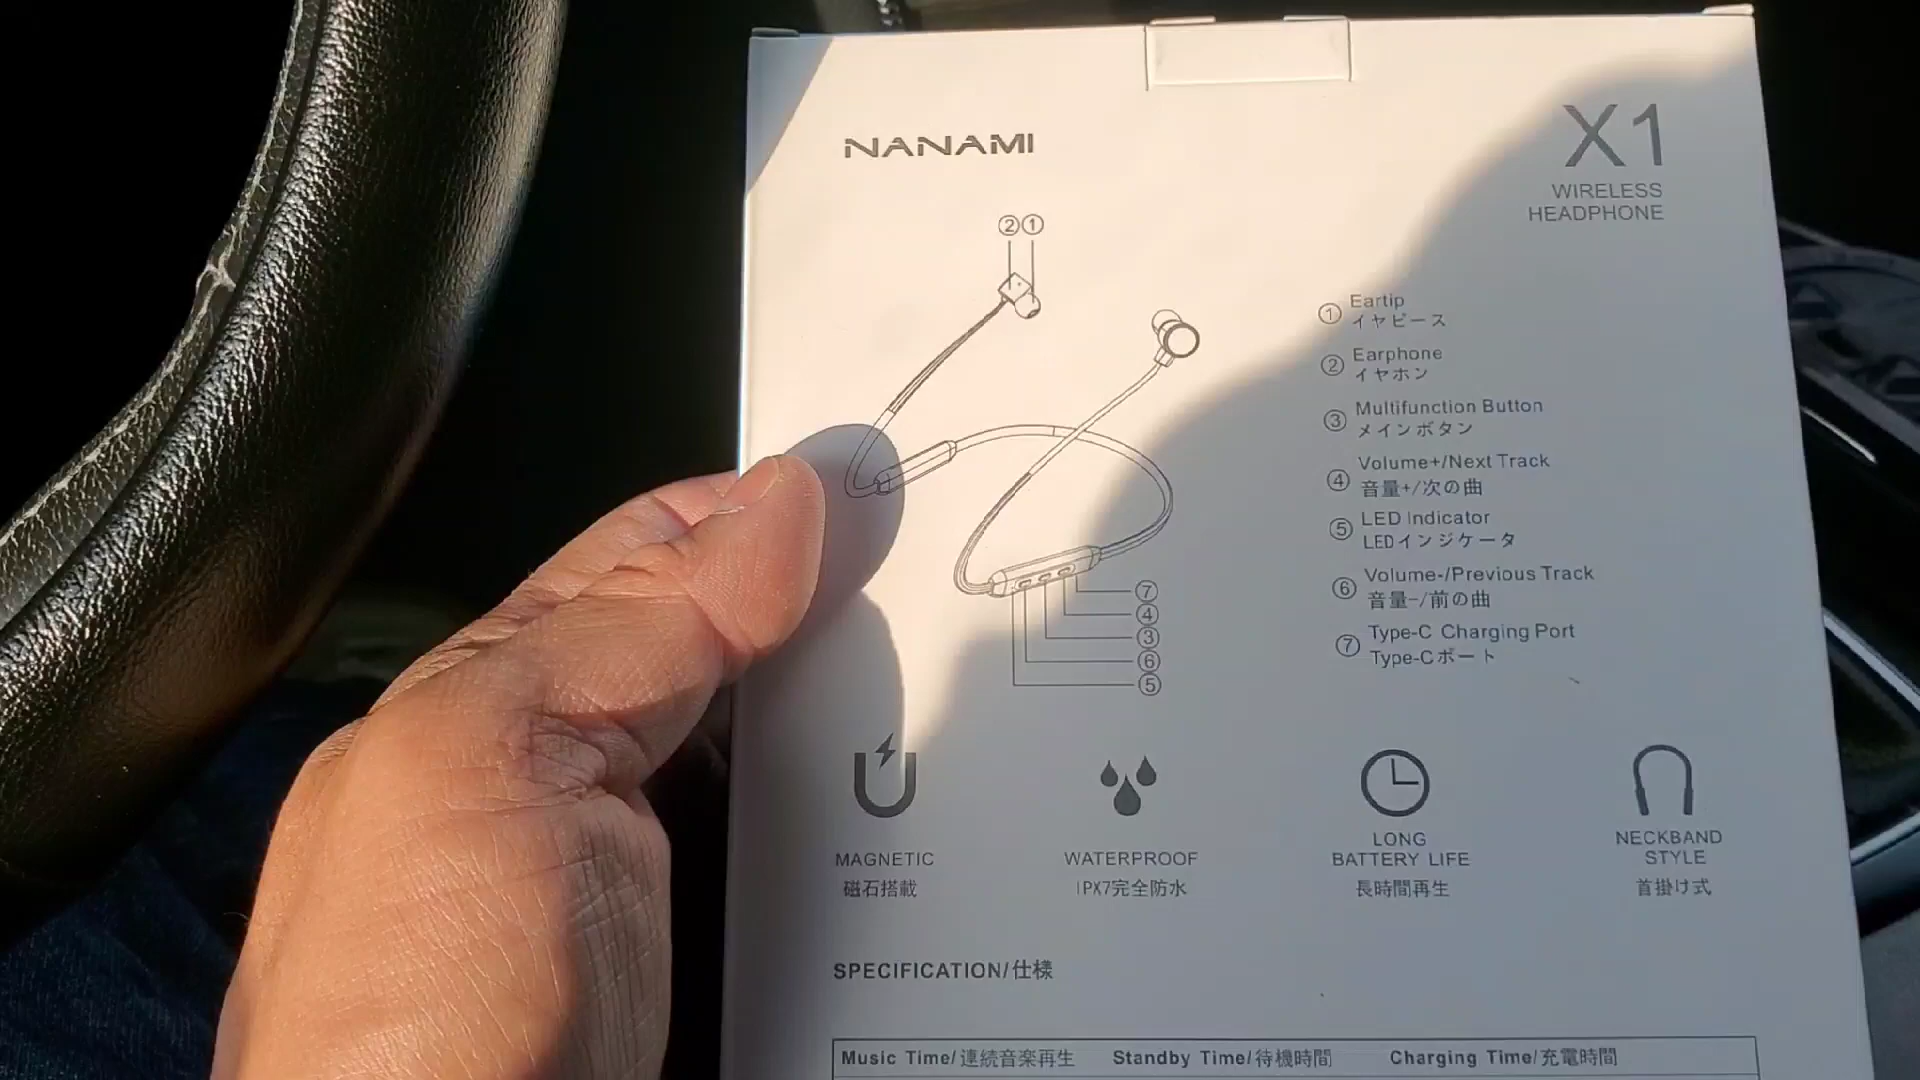 NANAMI
X1
WIRELESS
HEADPHONE
② ①
① Eartip
イヤピース
② Earphone
イヤホン
③ Multifunction Button
メインボタン
④ Volume+/Next Track
音量+/次の曲
⑤ LED Indicator
LEDインジケータ
⑥ Volume-/Previous Track
音量-/前の曲
⑦ Type-C Charging Port
Type-Cポート
⑦
④
③
⑥
⑤
MAGNETIC
磁石搭載
WATERPROOF
IPX7完全防水
LONG
BATTERY LIFE
長時間再生
NECKBAND
STYLE
首掛け式
SPECIFICATION/仕様
Music Time/連続音楽再生 Standby Time/待機時間 Charging Time/充電時間